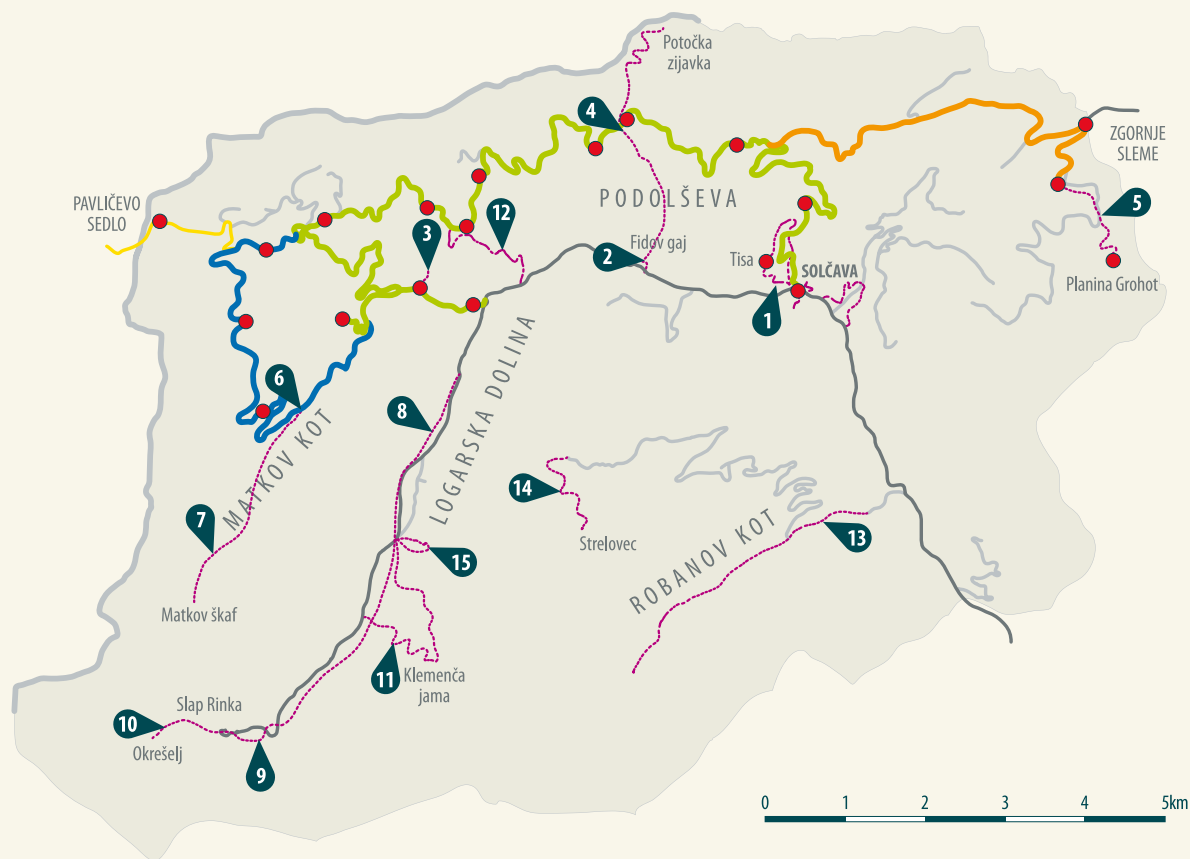 Potočka
zijavka
4
ZGORNJE
SLEME
PAVLIČEVO
SEDLO
PODOLŠEVA
5
12
3
Fidov gaj
2
Tisa
SOLČAVA
Planina Grohot
1
6
8
LOGARSKA DOLINA
MATKOV KOT
14
7
Strelovec
13
15
ROBANOV KOT
Matkov škaf
11
Klemenča
jama
Slap Rinka
10
Okrešelj
9
0 1 2 3 4 5km